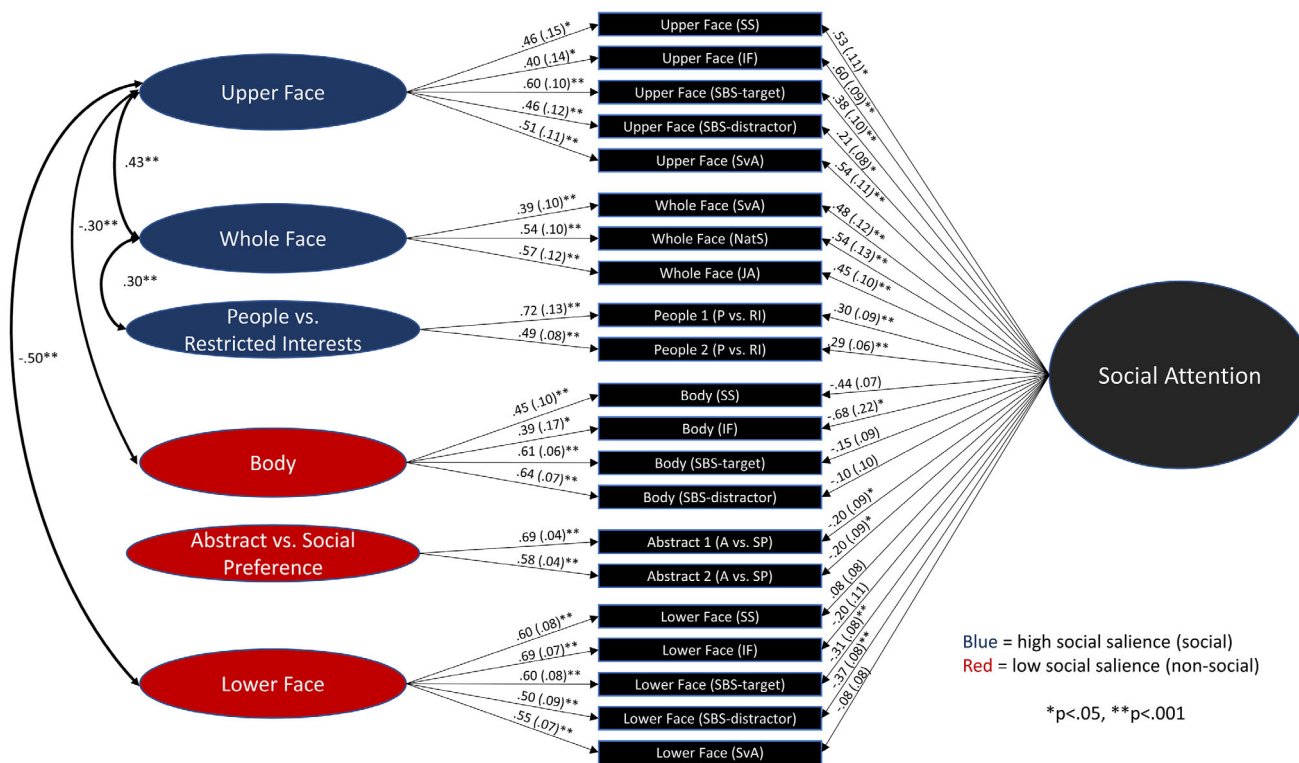 Upper Face
Whole Face
People vs.
Restricted Interests
Body
Abstract vs. Social
Preference
Lower Face
.43**
-.30**
.30**
-.50**
.46 (.15)*
.40 (.14)*
.60 (.10)**
.46 (.12)**
.51 (.11)**
.39 (.10)**
.54 (.10)**
.57 (.12)**
.72 (.13)**
.49 (.08)**
.45 (.10)**
.39 (.17)*
.61 (.06)**
.64 (.07)**
.69 (.04)**
.58 (.04)**
.60 (.08)**
.69 (.07)**
.60 (.08)**
.50 (.09)**
.55 (.07)**
Upper Face (SS)
Upper Face (IF)
Upper Face (SBS-target)
Upper Face (SBS-distractor)
Upper Face (SvA)
Whole Face (SvA)
Whole Face (NatS)
Whole Face (JA)
People 1 (P vs. RI)
People 2 (P vs. RI)
Body (SS)
Body (IF)
Body (SBS-target)
Body (SBS-distractor)
Abstract 1 (A vs. SP)
Abstract 2 (A vs. SP)
Lower Face (SS)
Lower Face (IF)
Lower Face (SBS-target)
Lower Face (SBS-distractor)
Lower Face (SvA)
.53 (.11)*
.60 (.09)**
.38 (.10)**
.21 (.08)*
.54 (.11)**
.48 (.12)**
.54 (.13)**
.45 (.10)**
.30 (.09)**
.29 (.06)**
-.44 (.07)
-.68 (.22)*
-.15 (.09)
-.10 (.10)
-.20 (.09)*
-.20 (.09)*
.08 (.08)
-.20 (.11)
-.31 (.08)**
-.37 (.08)**
-.08 (.08)
Social Attention
Blue = high social salience (social)
Red = low social salience (non-social)
*p<.05, **p<.001